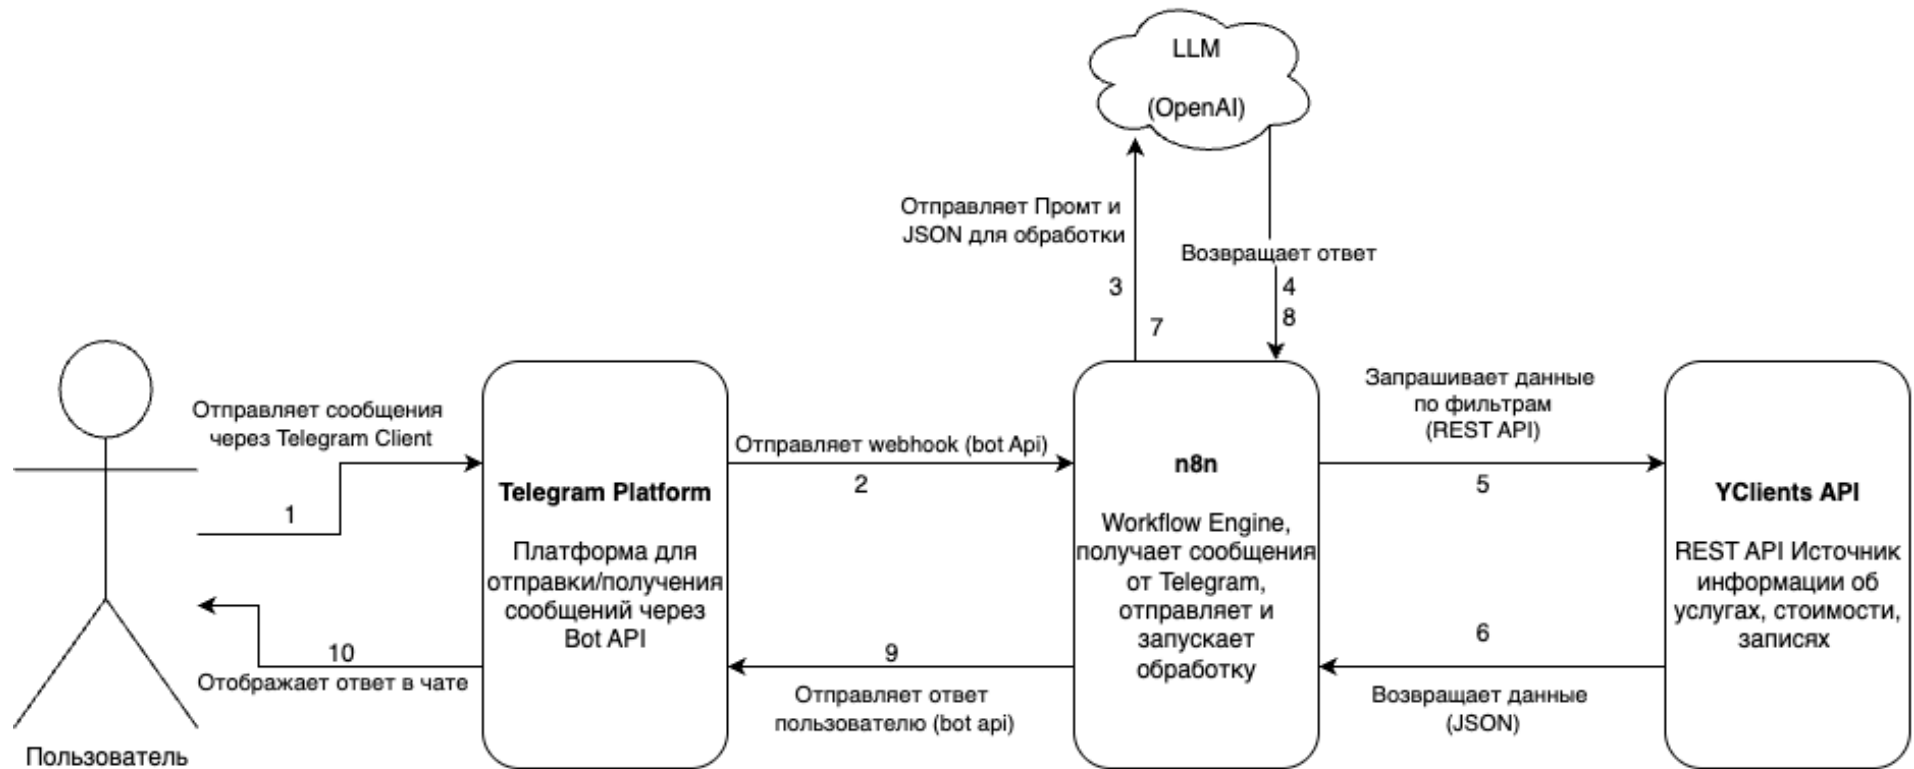 LLM
(OpenAI)
Отправляет Промт и
JSON для обработки
3
7
Возвращает ответ
4
8
Отправляет сообщения
через Telegram Client
1
10
Отображает ответ в чате
Пользователь
Telegram Platform
Платформа для
отправки/получения
сообщений через
Bot API
Отправляет webhook (bot Api)
2
9
Отправляет ответ
пользователю (bot api)
n8n
Workflow Engine,
получает сообщения
от Telegram,
отправляет и
запускает
обработку
Запрашивает данные
по фильтрам
(REST API)
5
6
Возвращает данные
(JSON)
YClients API
REST API Источник
информации об
услугах, стоимости,
записях